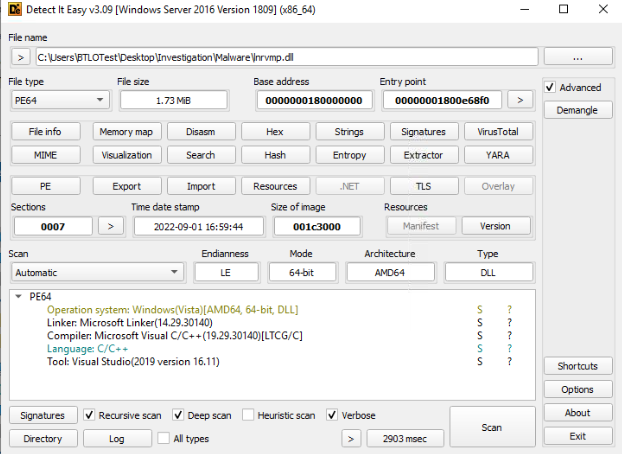 Detect It Easy v3.09 [Windows Server 2016 Version 1809] (x86_64)
File name
> C:\Users\BTLOTest\Desktop\Investigation\Malware\lnrvmp.dll ...
File type File size Base address Entry point Advanced
PE64 1.73 MiB 0000000180000000 00000001800e68f0 > Demangle
File info Memory map Disasm Hex Strings Signatures VirusTotal
MIME Visualization Search Hash Entropy Extractor YARA
PE Export Import Resources .NET TLS Overlay
Sections Time date stamp Size of image Resources
0007 > 2022-09-01 16:59:44 001c3000 Manifest Version
Scan Endianness Mode Architecture Type
Automatic LE 64-bit AMD64 DLL
PE64
Operation system: Windows(Vista)[AMD64, 64-bit, DLL] S ?
Linker: Microsoft Linker(14.29.30140) S ?
Compiler: Microsoft Visual C/C++(19.29.30140)[LTCG/C] S ?
Language: C/C++ S ?
Tool: Visual Studio(2019 version 16.11) S ?
Shortcuts
Options
Signatures Recursive scan Deep scan Heuristic scan Verbose Scan About
Directory Log All types > 2903 msec Exit